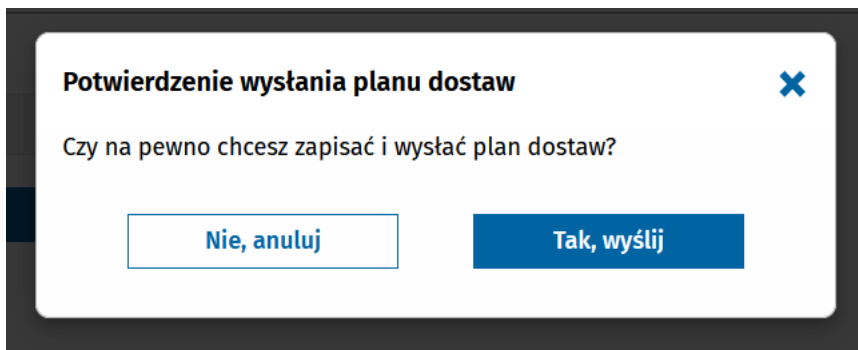 Potwierdzenie wysłania planu dostaw
Czy na pewno chcesz zapisać i wysłać plan dostaw?
Nie, anuluj
Tak, wyślij